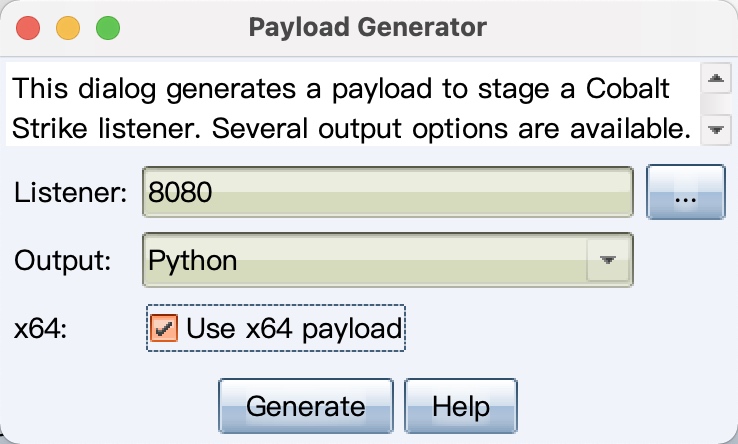 Payload Generator
This dialog generates a payload to stage a Cobalt
Strike listener. Several output options are available.
Listener: 8080 ...
Output: Python
x64: Use x64 payload
Generate Help